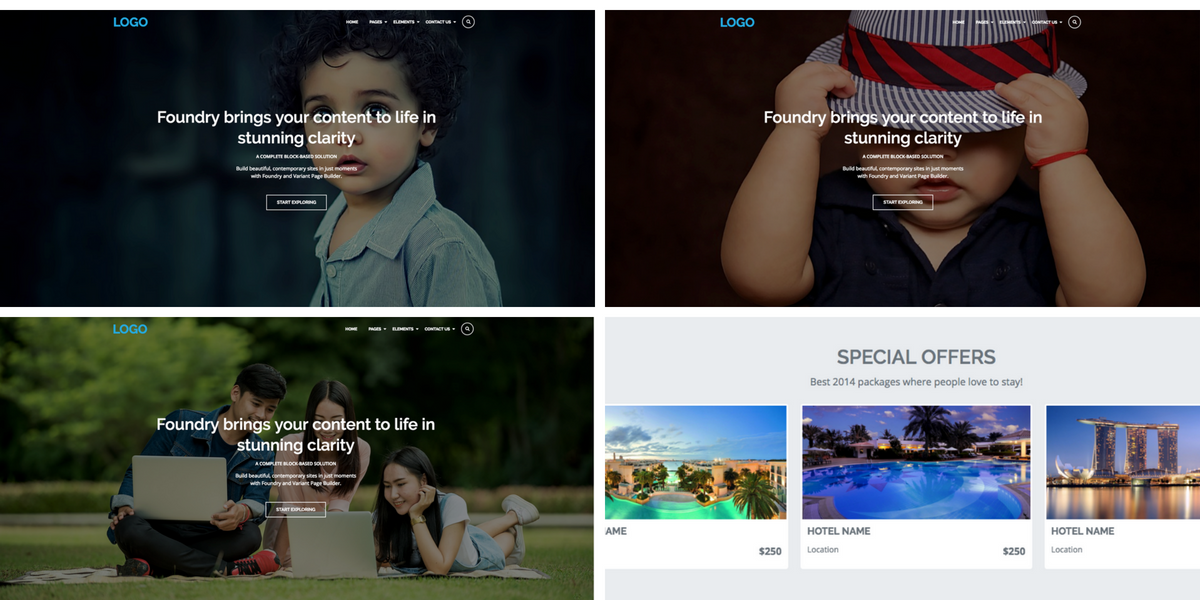 LOGO
HOME PAGES ELEMENTS CONTACT US
Foundry brings your content to life in
stunning clarity
A COMPLETE BLOCK-BASED SOLUTION
Build beautiful, contemporary sites in just moments
with Foundry and Variant Page Builder.
START EXPLORING
LOGO
HOME PAGES ELEMENTS CONTACT US
Foundry brings your content to life in
stunning clarity
A COMPLETE BLOCK-BASED SOLUTION
Build beautiful, contemporary sites in just moments
with Foundry and Variant Page Builder.
START EXPLORING
LOGO
HOME PAGES ELEMENTS CONTACT US
Foundry brings your content to life in
stunning clarity
A COMPLETE BLOCK-BASED SOLUTION
Build beautiful, contemporary sites in just moments
with Foundry and Variant Page Builder.
START EXPLORING
SPECIAL OFFERS
Best 2014 packages where people love to stay!
AME
$250
HOTEL NAME
Location $250
HOTEL NAME
Location